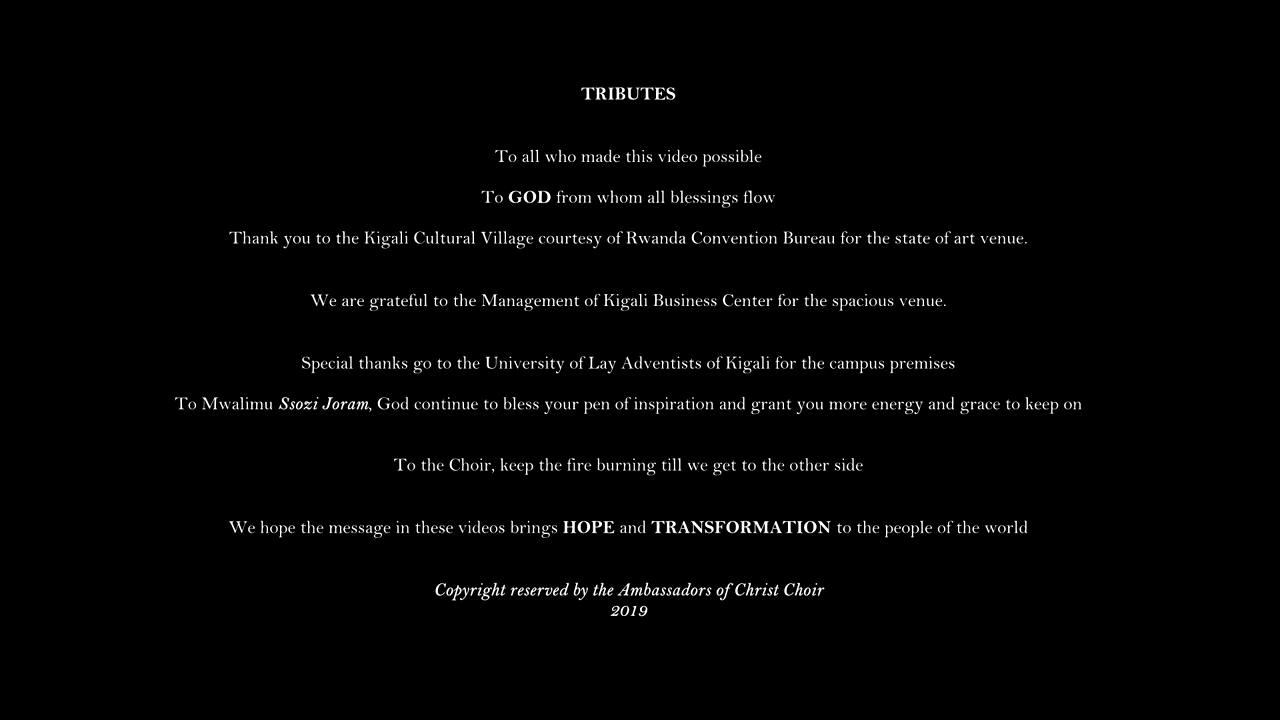 TRIBUTES
To all who made this video possible
To GOD from whom all blessings flow
Thank you to the Kigali Cultural Village courtesy of Rwanda Convention Bureau for the state of art venue.
We are grateful to the Management of Kigali Business Center for the spacious venue.
Special thanks go to the University of Lay Adventists of Kigali for the campus premises
To Mwalimu Ssozi Joram, God continue to bless your pen of inspiration and grant you more energy and grace to keep on
To the Choir, keep the fire burning till we get to the other side
We hope the message in these videos brings HOPE and TRANSFORMATION to the people of the world
Copyright reserved by the Ambassadors of Christ Choir
2019